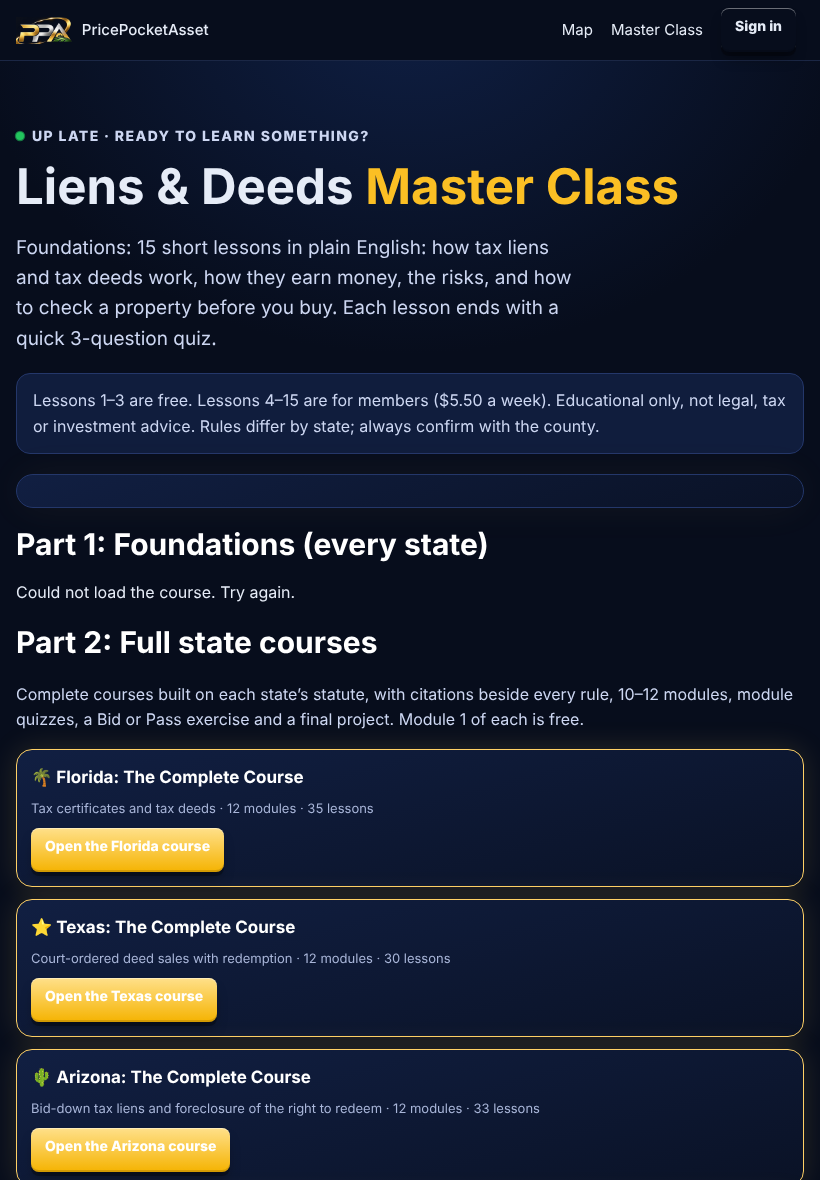 PPA PricePocketAsset Map Master Class Sign in
UP LATE · READY TO LEARN SOMETHING?
Liens & Deeds Master Class
Foundations: 15 short lessons in plain English: how tax liens
and tax deeds work, how they earn money, the risks, and how
to check a property before you buy. Each lesson ends with a
quick 3-question quiz.
Lessons 1–3 are free. Lessons 4–15 are for members ($5.50 a week). Educational only, not legal, tax
or investment advice. Rules differ by state; always confirm with the county.
Part 1: Foundations (every state)
Could not load the course. Try again.
Part 2: Full state courses
Complete courses built on each state’s statute, with citations beside every rule, 10–12 modules, module
quizzes, a Bid or Pass exercise and a final project. Module 1 of each is free.
🌴 Florida: The Complete Course
Tax certificates and tax deeds · 12 modules · 35 lessons
Open the Florida course
⭐ Texas: The Complete Course
Court-ordered deed sales with redemption · 12 modules · 30 lessons
Open the Texas course
🌵 Arizona: The Complete Course
Bid-down tax liens and foreclosure of the right to redeem · 12 modules · 33 lessons
Open the Arizona course